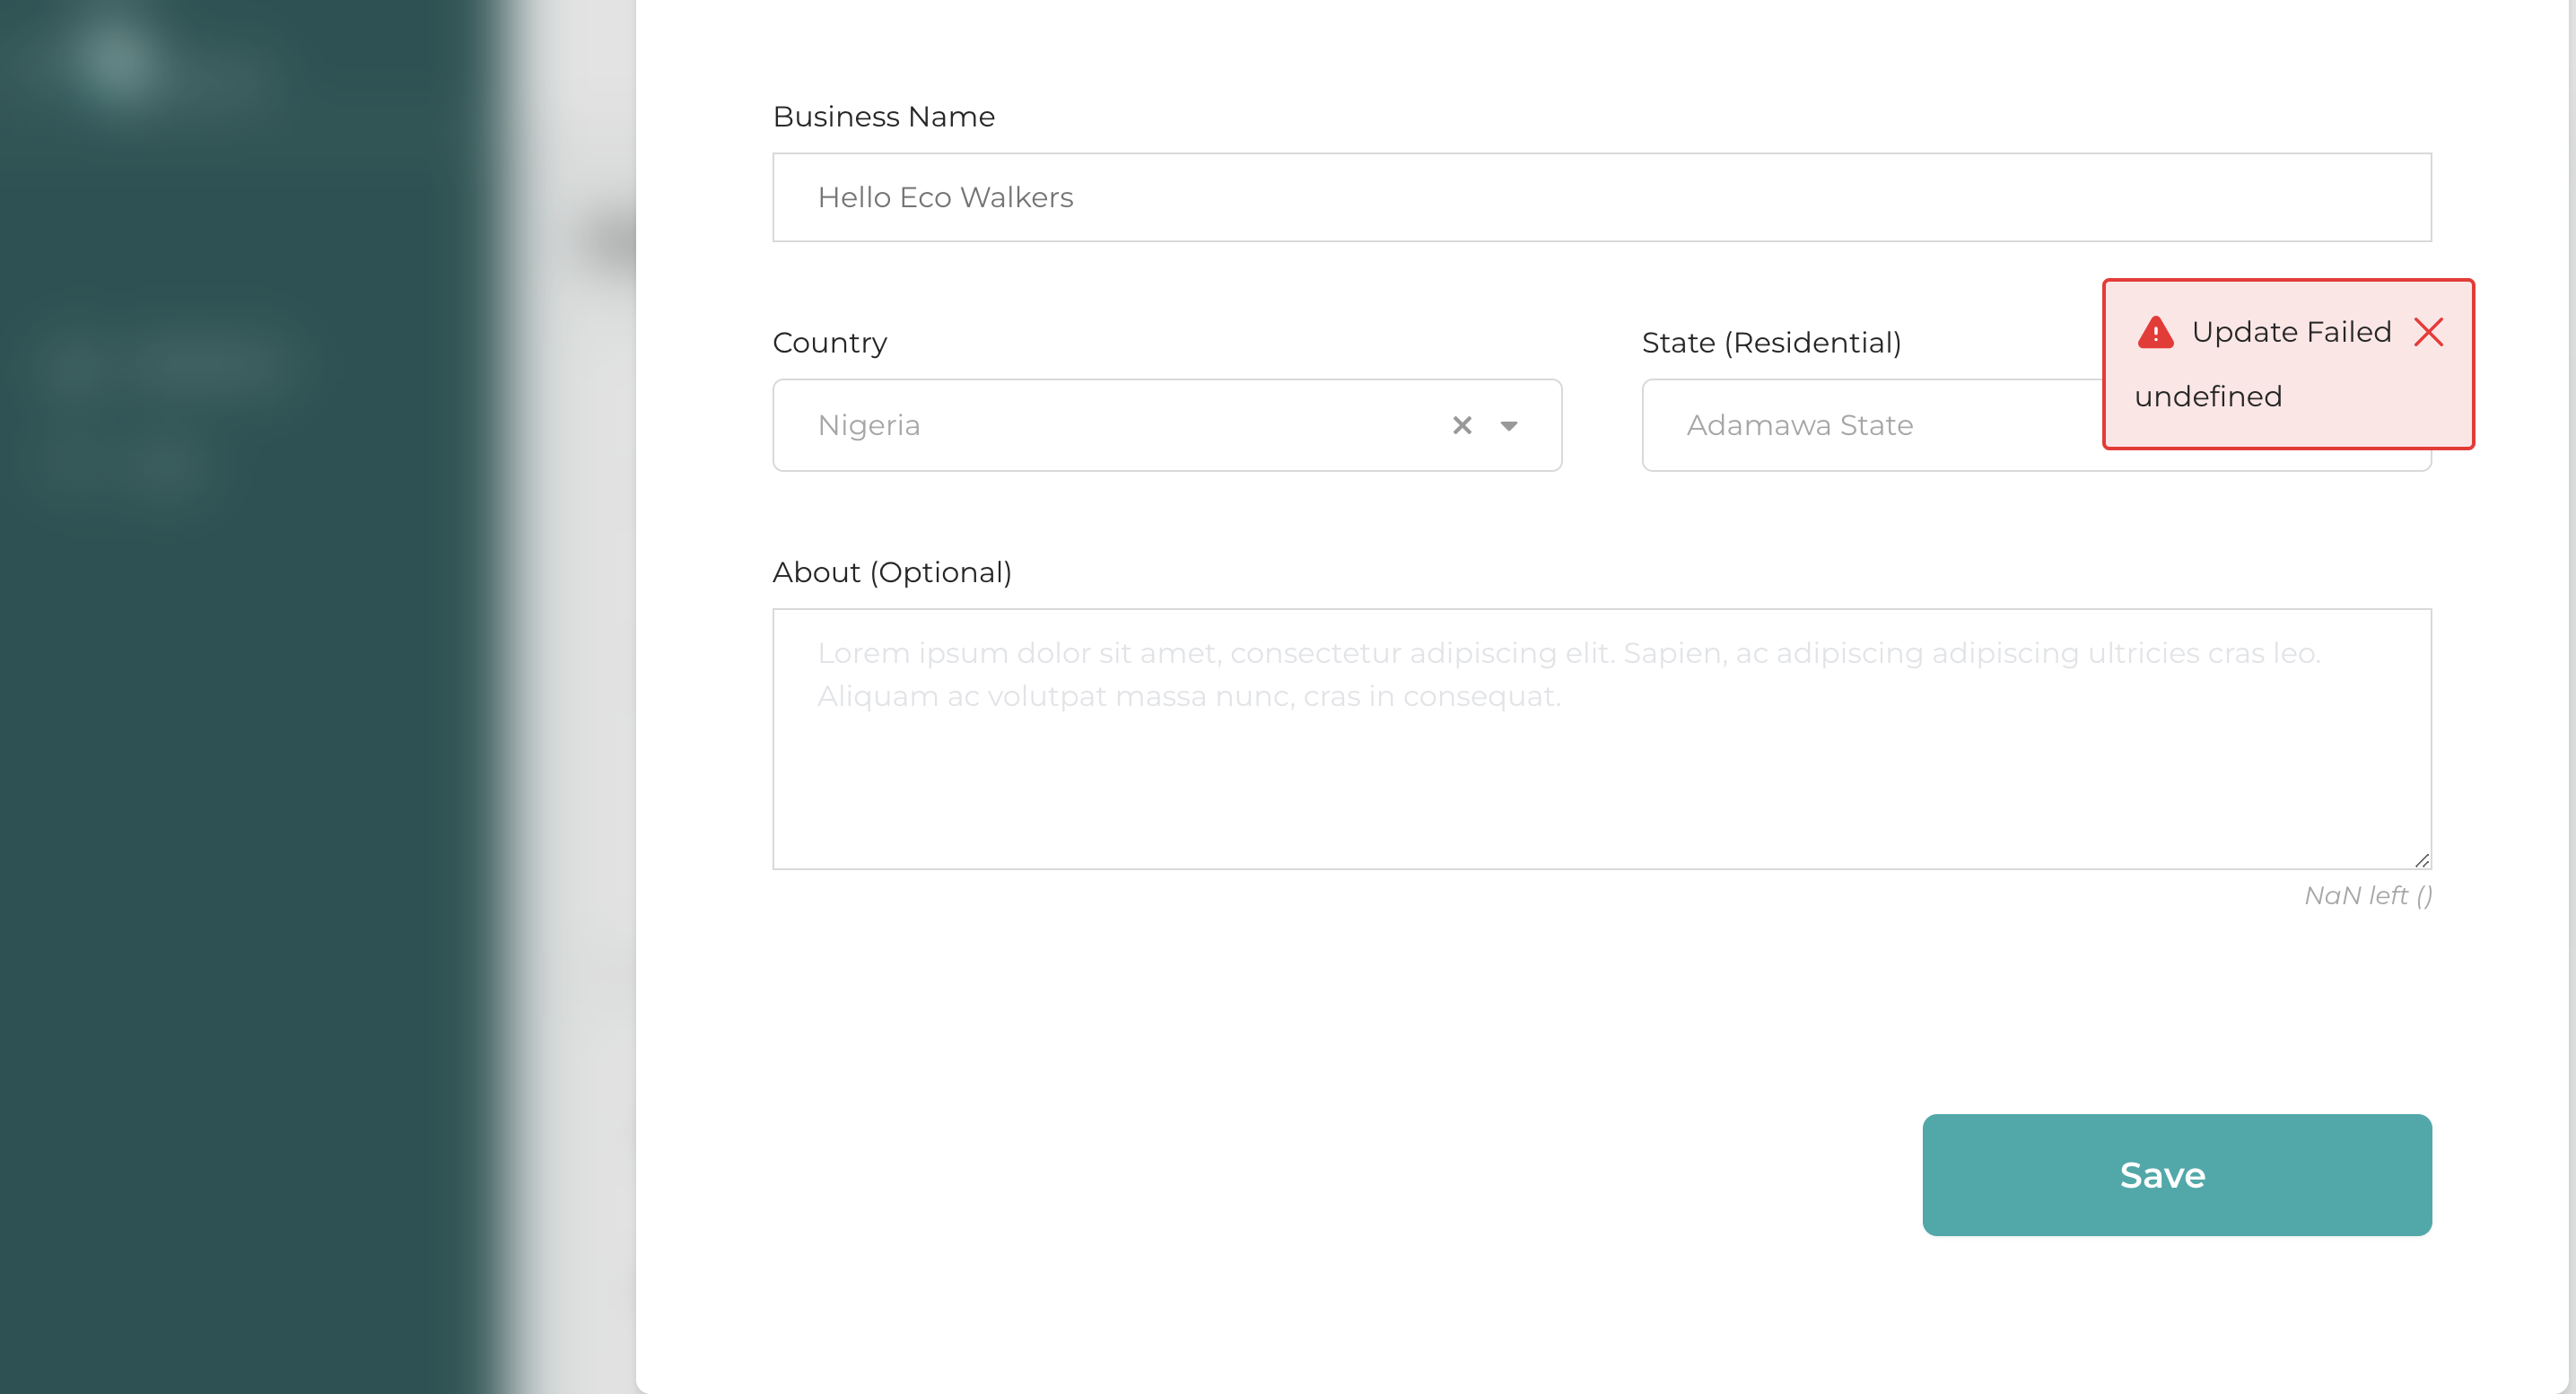 Business Name
Hello Eco Walkers
Country
State (Residential)
Update Failed
undefined
Nigeria
Adamawa State
About (Optional)
Lorem ipsum dolor sit amet, consectetur adipiscing elit. Sapien, ac adipiscing adipiscing ultricies cras leo.
Aliquam ac volutpat massa nunc, cras in consequat.
NaN left ()
Save